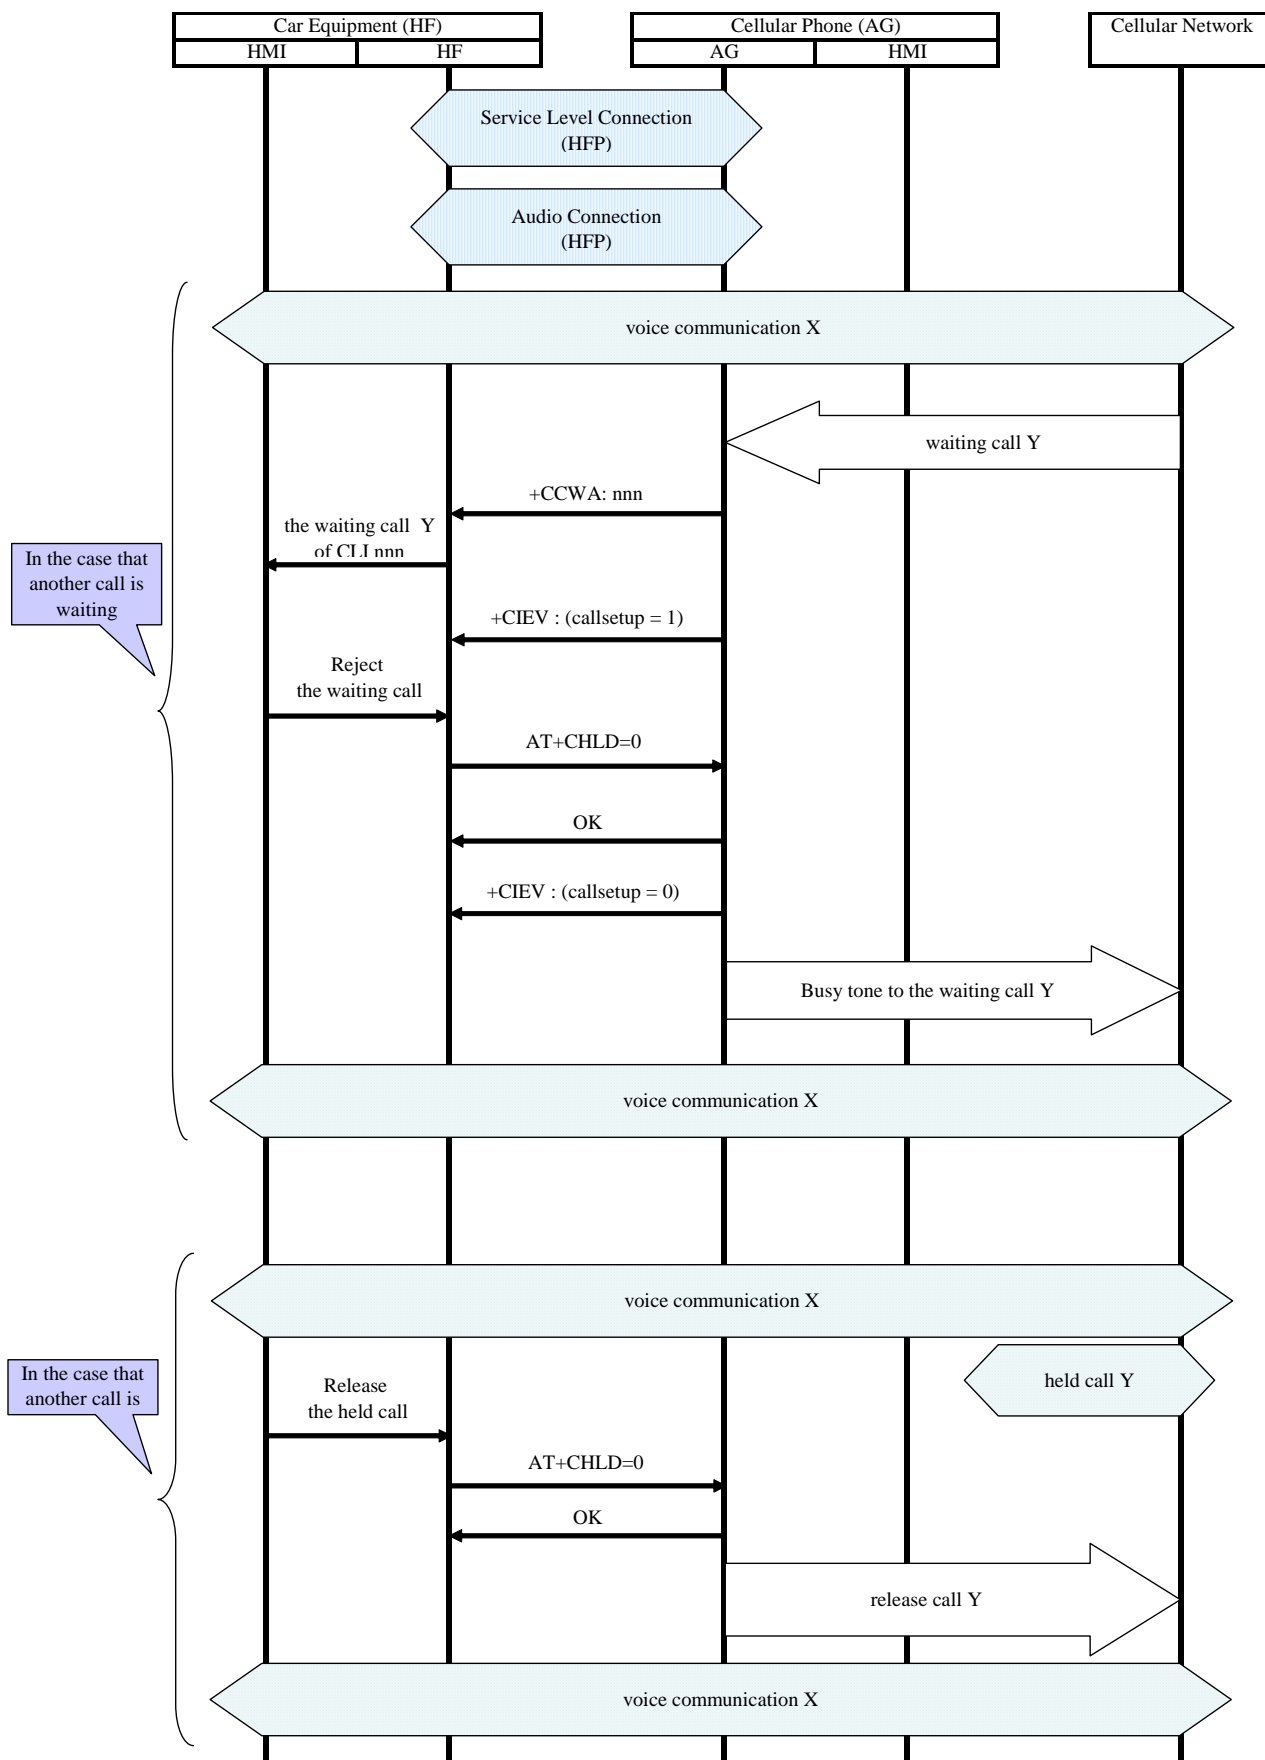 Car Equipment (HF)
Cellular Phone (AG)
Cellular Network
HMI
HF
AG
HMI
Service Level Connection
(HFP)
Audio Connection
(HFP)
voice communication X
waiting call Y
+CCWA: nnn
the waiting call Y
of CLI nnn
In the case that
another call is
waiting
+CIEV : (callsetup = 1)
Reject
the waiting call
AT+CHLD=0
OK
+CIEV : (callsetup = 0)
Busy tone to the waiting call Y
voice communication X
voice communication X
In the case that
another call is
held call Y
Release
the held call
AT+CHLD=0
OK
release call Y
voice communication X